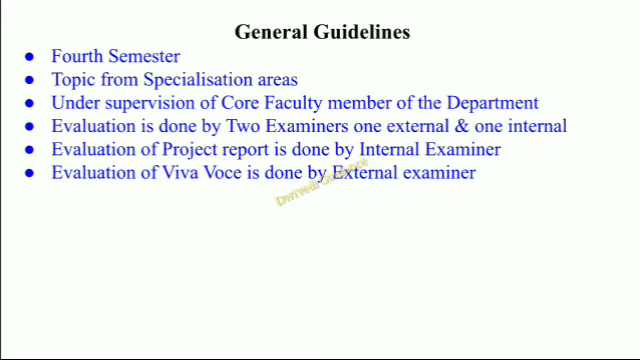 General Guidelines
● Fourth Semester
● Topic from Specialisation areas
● Under supervision of Core Faculty member of the Department
● Evaluation is done by Two Examiners one external & one internal
● Evaluation of Project report is done by Internal Examiner
● Evaluation of Viva Voce is done by External examiner
Dwivedi Guidance